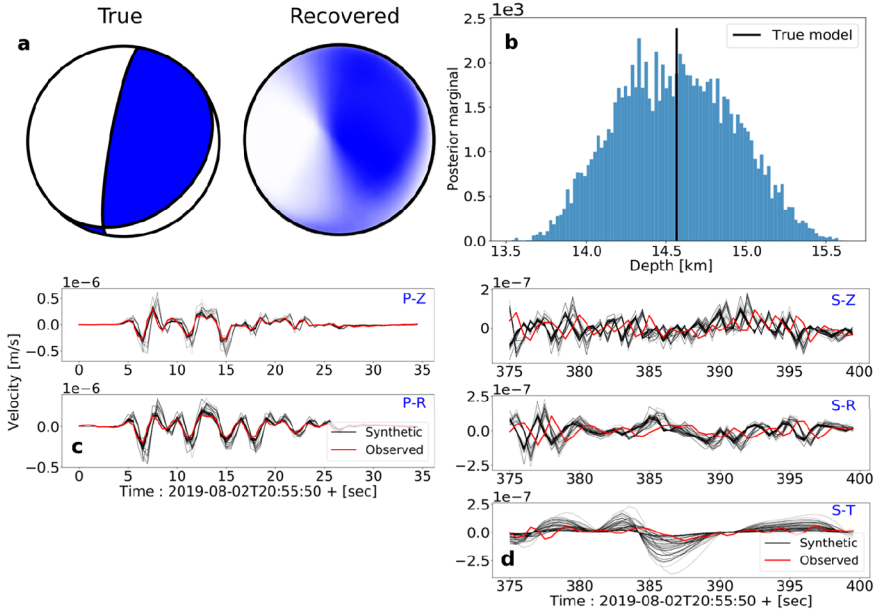 True
Recovered
a
2.5 1e3
b
True model
2.0
1.5
1.0
0.5
0.0
Posterior marginal
13.5 14.0 14.5 15.0 15.5
Depth [km]
1e−6
P-Z
0.5
0.0
−0.5
0 5 10 15 20 25 30 35
Velocity [m/s]
1e−6
P-R
0.0
−0.5
c
Synthetic
Observed
0 5 10 15 20 25 30 35
Time : 2019-08-02T20:55:50 + [sec]
2 1e−7
S-Z
0
375 380 385 390 395 400
1e−7
2.5
S-R
0.0
−2.5
375 380 385 390 395 400
1e−7
2.5
S-T
0.0
−2.5
d
Synthetic
Observed
375 380 385 390 395 400
Time : 2019-08-02T20:55:50 + [sec]